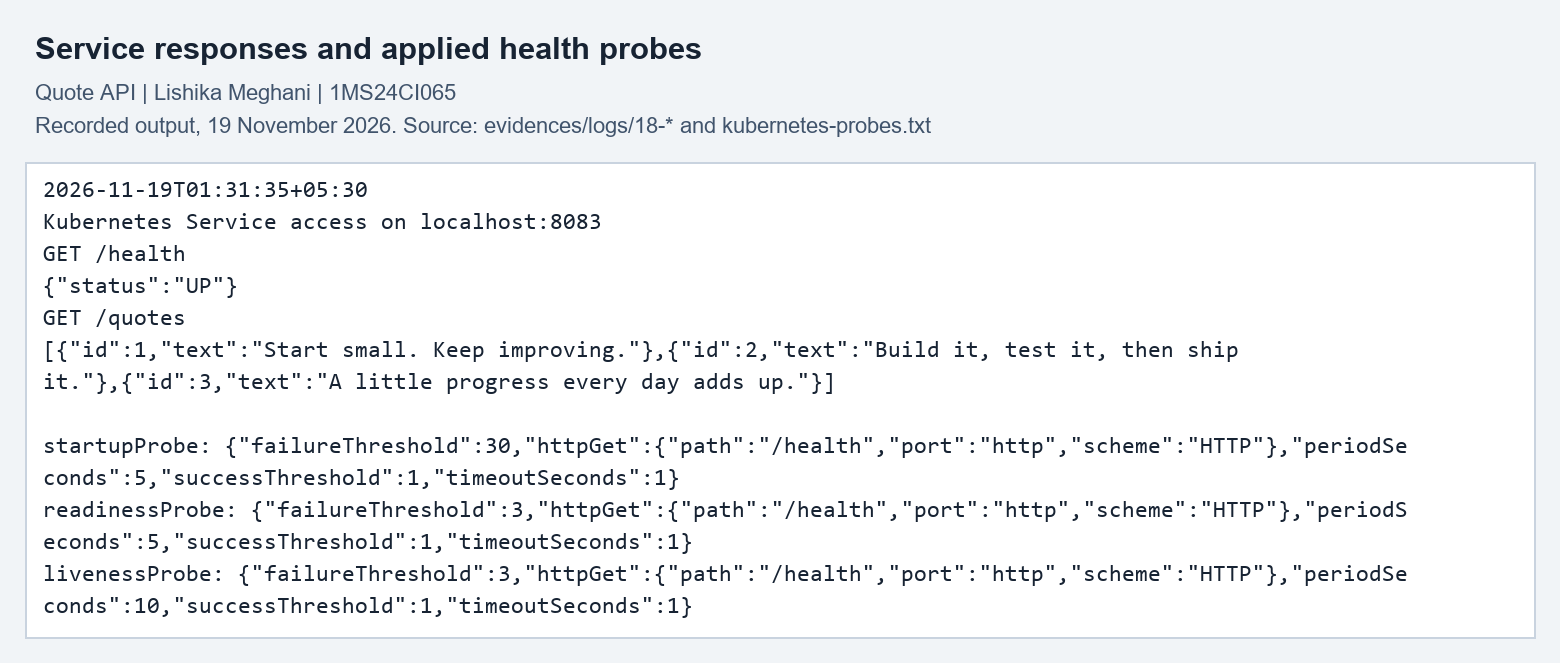 Service responses and applied health probes
Quote API | Lishika Meghani | 1MS24CI065
Recorded output, 19 November 2026. Source: evidences/logs/18-* and kubernetes-probes.txt
2026-11-19T01:31:35+05:30
Kubernetes Service access on localhost:8083
GET /health
{"status":"UP"}
GET /quotes
[{"id":1,"text":"Start small. Keep improving."},{"id":2,"text":"Build it, test it, then ship
it."},{"id":3,"text":"A little progress every day adds up."}]
startupProbe: {"failureThreshold":30,"httpGet":{"path":"/health","port":"http","scheme":"HTTP"},"periodSe
conds":5,"successThreshold":1,"timeoutSeconds":1}
readinessProbe: {"failureThreshold":3,"httpGet":{"path":"/health","port":"http","scheme":"HTTP"},"periodS
econds":5,"successThreshold":1,"timeoutSeconds":1}
livenessProbe: {"failureThreshold":3,"httpGet":{"path":"/health","port":"http","scheme":"HTTP"},"periodSe
conds":10,"successThreshold":1,"timeoutSeconds":1}